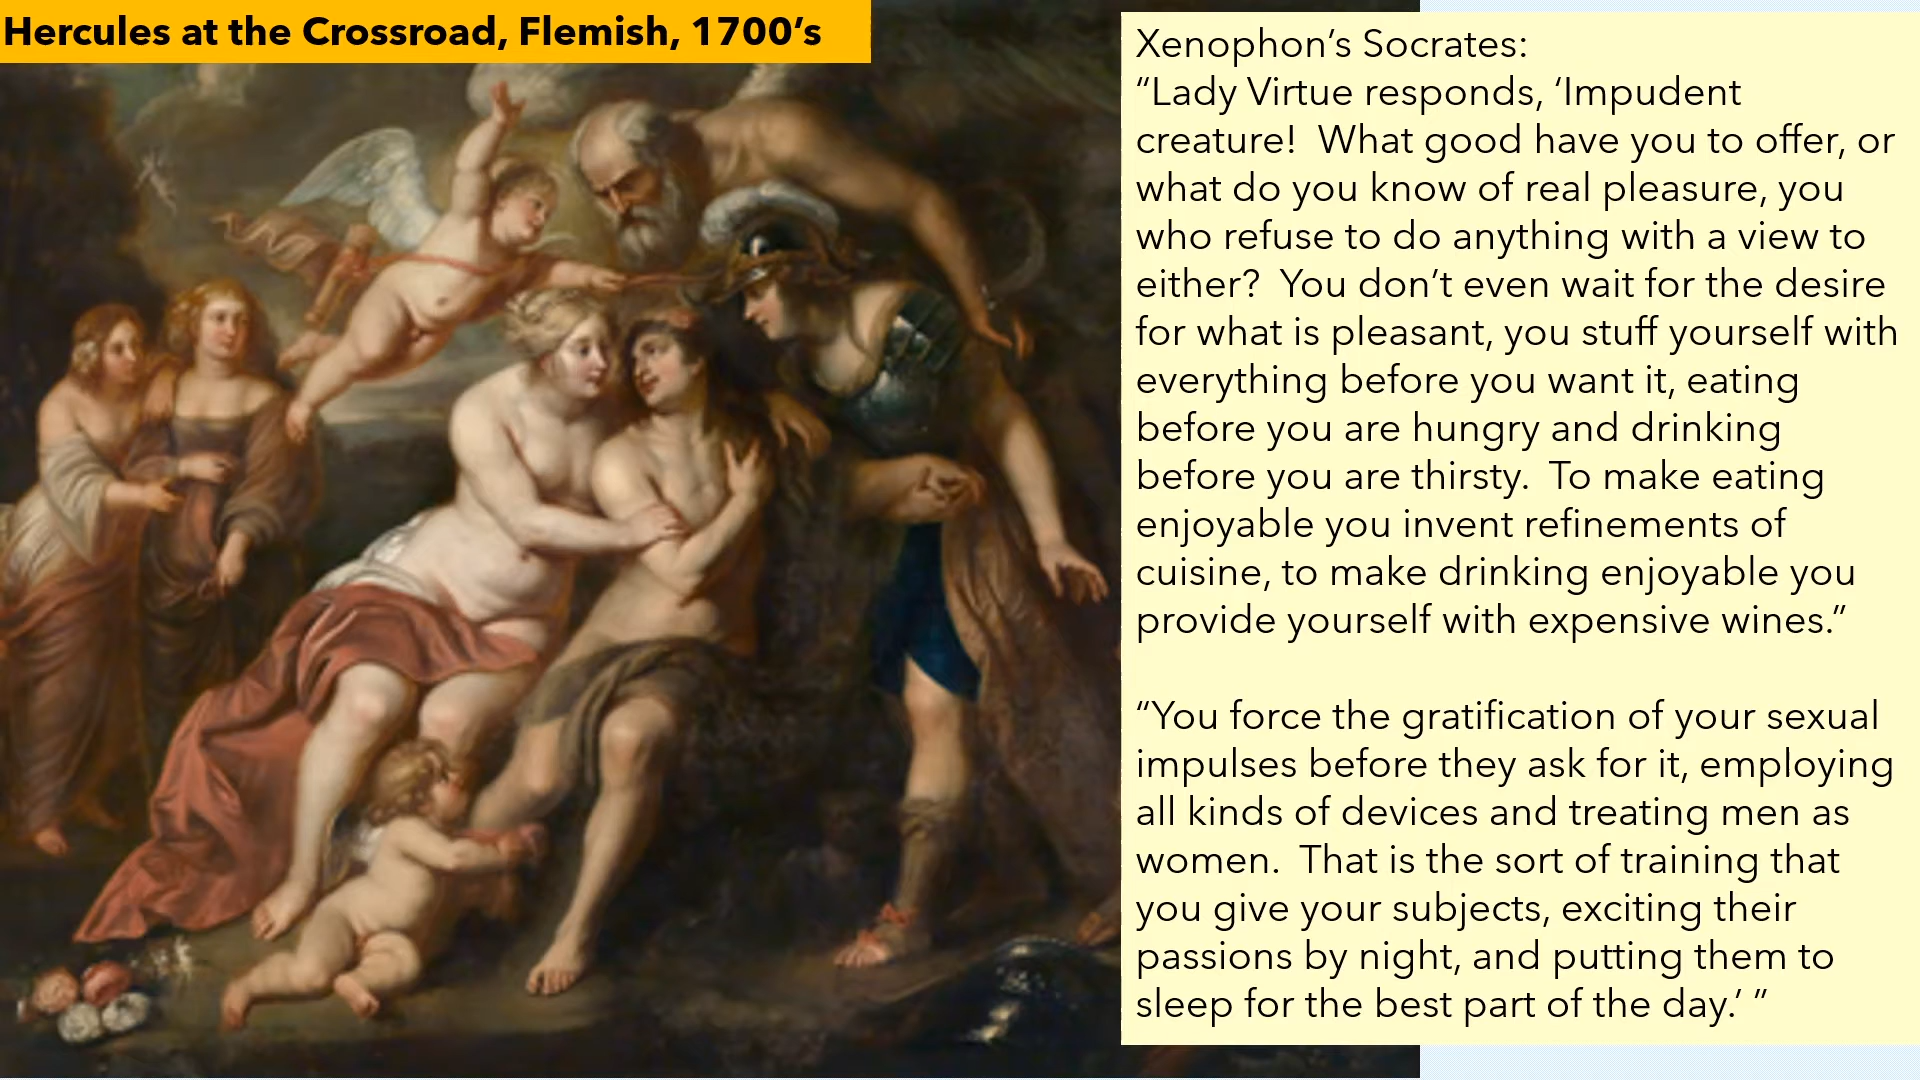 Hercules at the Crossroad, Flemish, 1700’s
Xenophon’s Socrates:
“Lady Virtue responds, ‘Impudent
creature!  What good have you to offer, or
what do you know of real pleasure, you
who refuse to do anything with a view to
either?  You don’t even wait for the desire
for what is pleasant, you stuff yourself with
everything before you want it, eating
before you are hungry and drinking
before you are thirsty.  To make eating
enjoyable you invent refinements of
cuisine, to make drinking enjoyable you
provide yourself with expensive wines.”
“You force the gratification of your sexual
impulses before they ask for it, employing
all kinds of devices and treating men as
women.  That is the sort of training that
you give your subjects, exciting their
passions by night, and putting them to
sleep for the best part of the day.’ ”